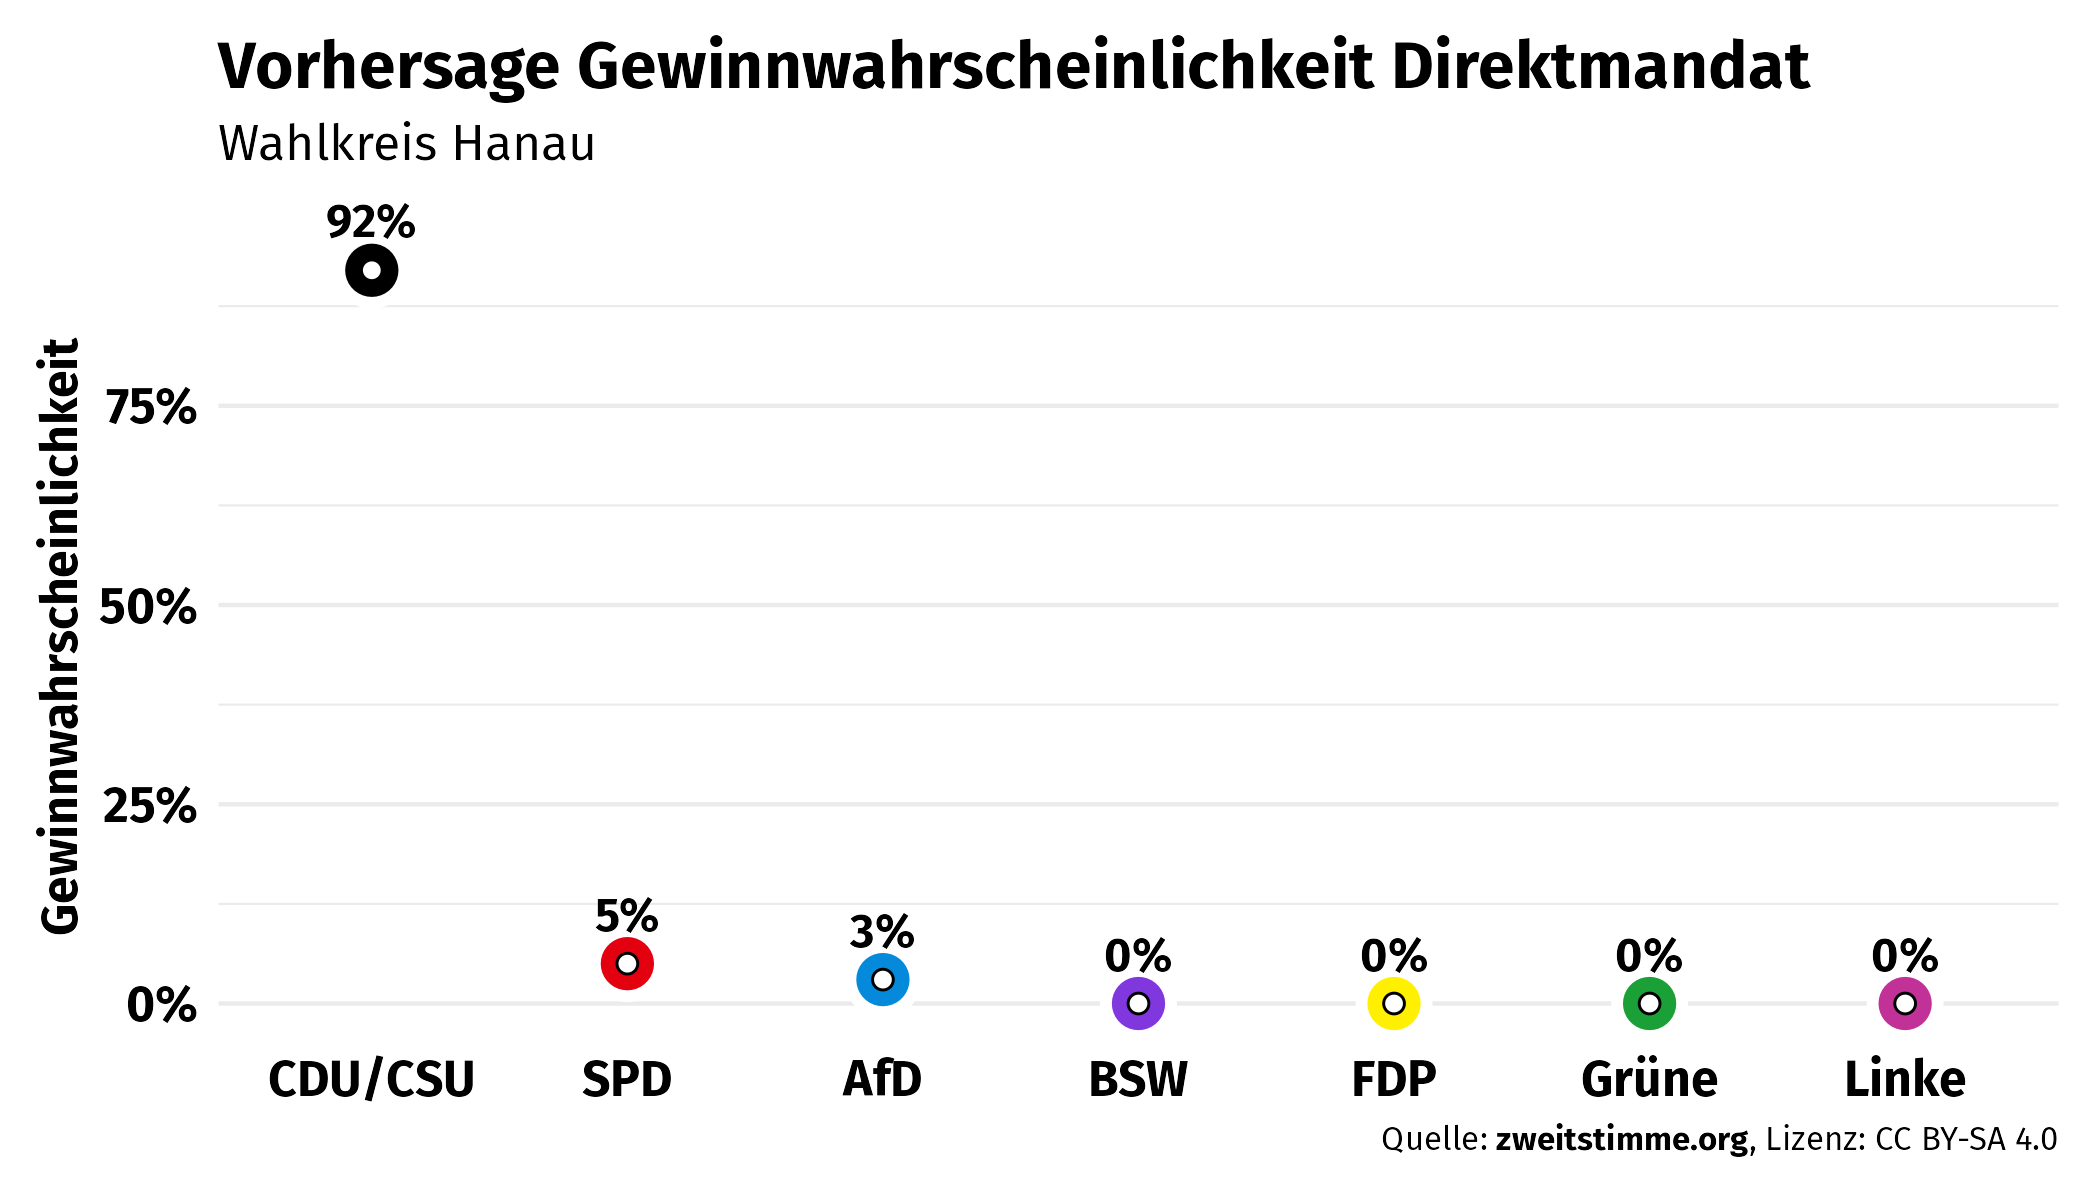 Vorhersage Gewinnwahrscheinlichkeit Direktmandat
Wahlkreis Hanau
Gewinnwahrscheinlichkeit
92%
75%
50%
25%
5%
3%
0%
0%
0%
0%
0%
CDU/CSU
SPD
AfD
BSW
FDP
Grüne
Linke
Quelle: zweitstimme.org, Lizenz: CC BY-SA 4.0